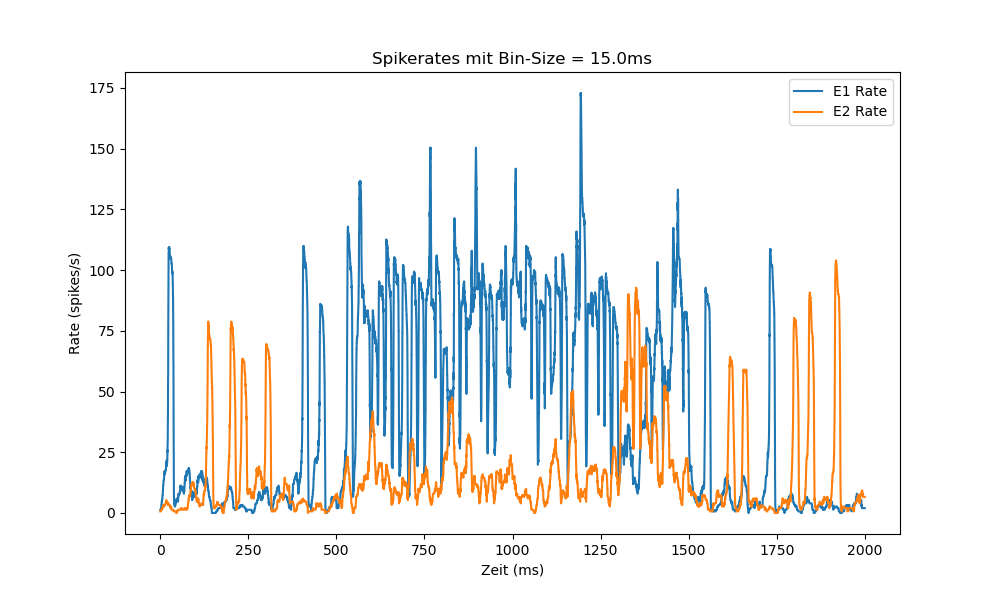 Spikerates mit Bin-Size = 15.0ms
E1 Rate
E2 Rate
Rate (spikes/s)
175
150
125
100
75
50
25
0
0 250 500 750 1000 1250 1500 1750 2000
Zeit (ms)